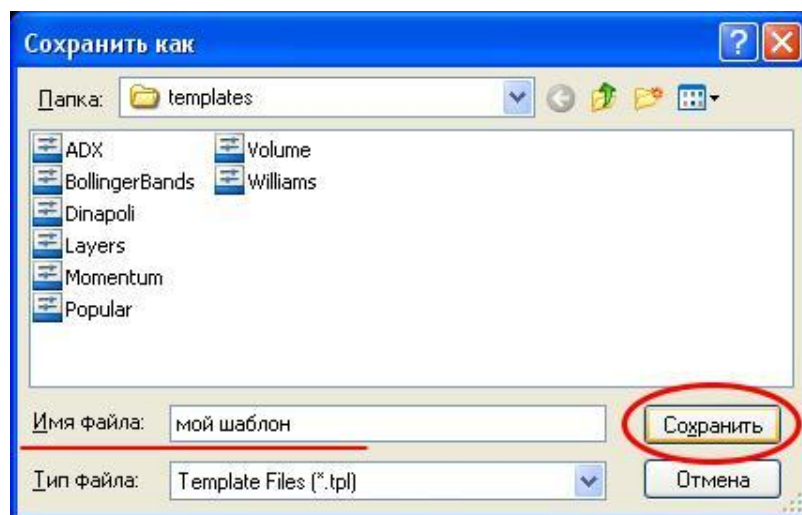 Сохранить как
?
Папка: templates
ADX Volume
BollingerBands Williams
Dinapoli
Layers
Momentum
Popular
Имя файла: мой шаблон Сохранить
Тип файла: Template Files (*.tpl) Отмена